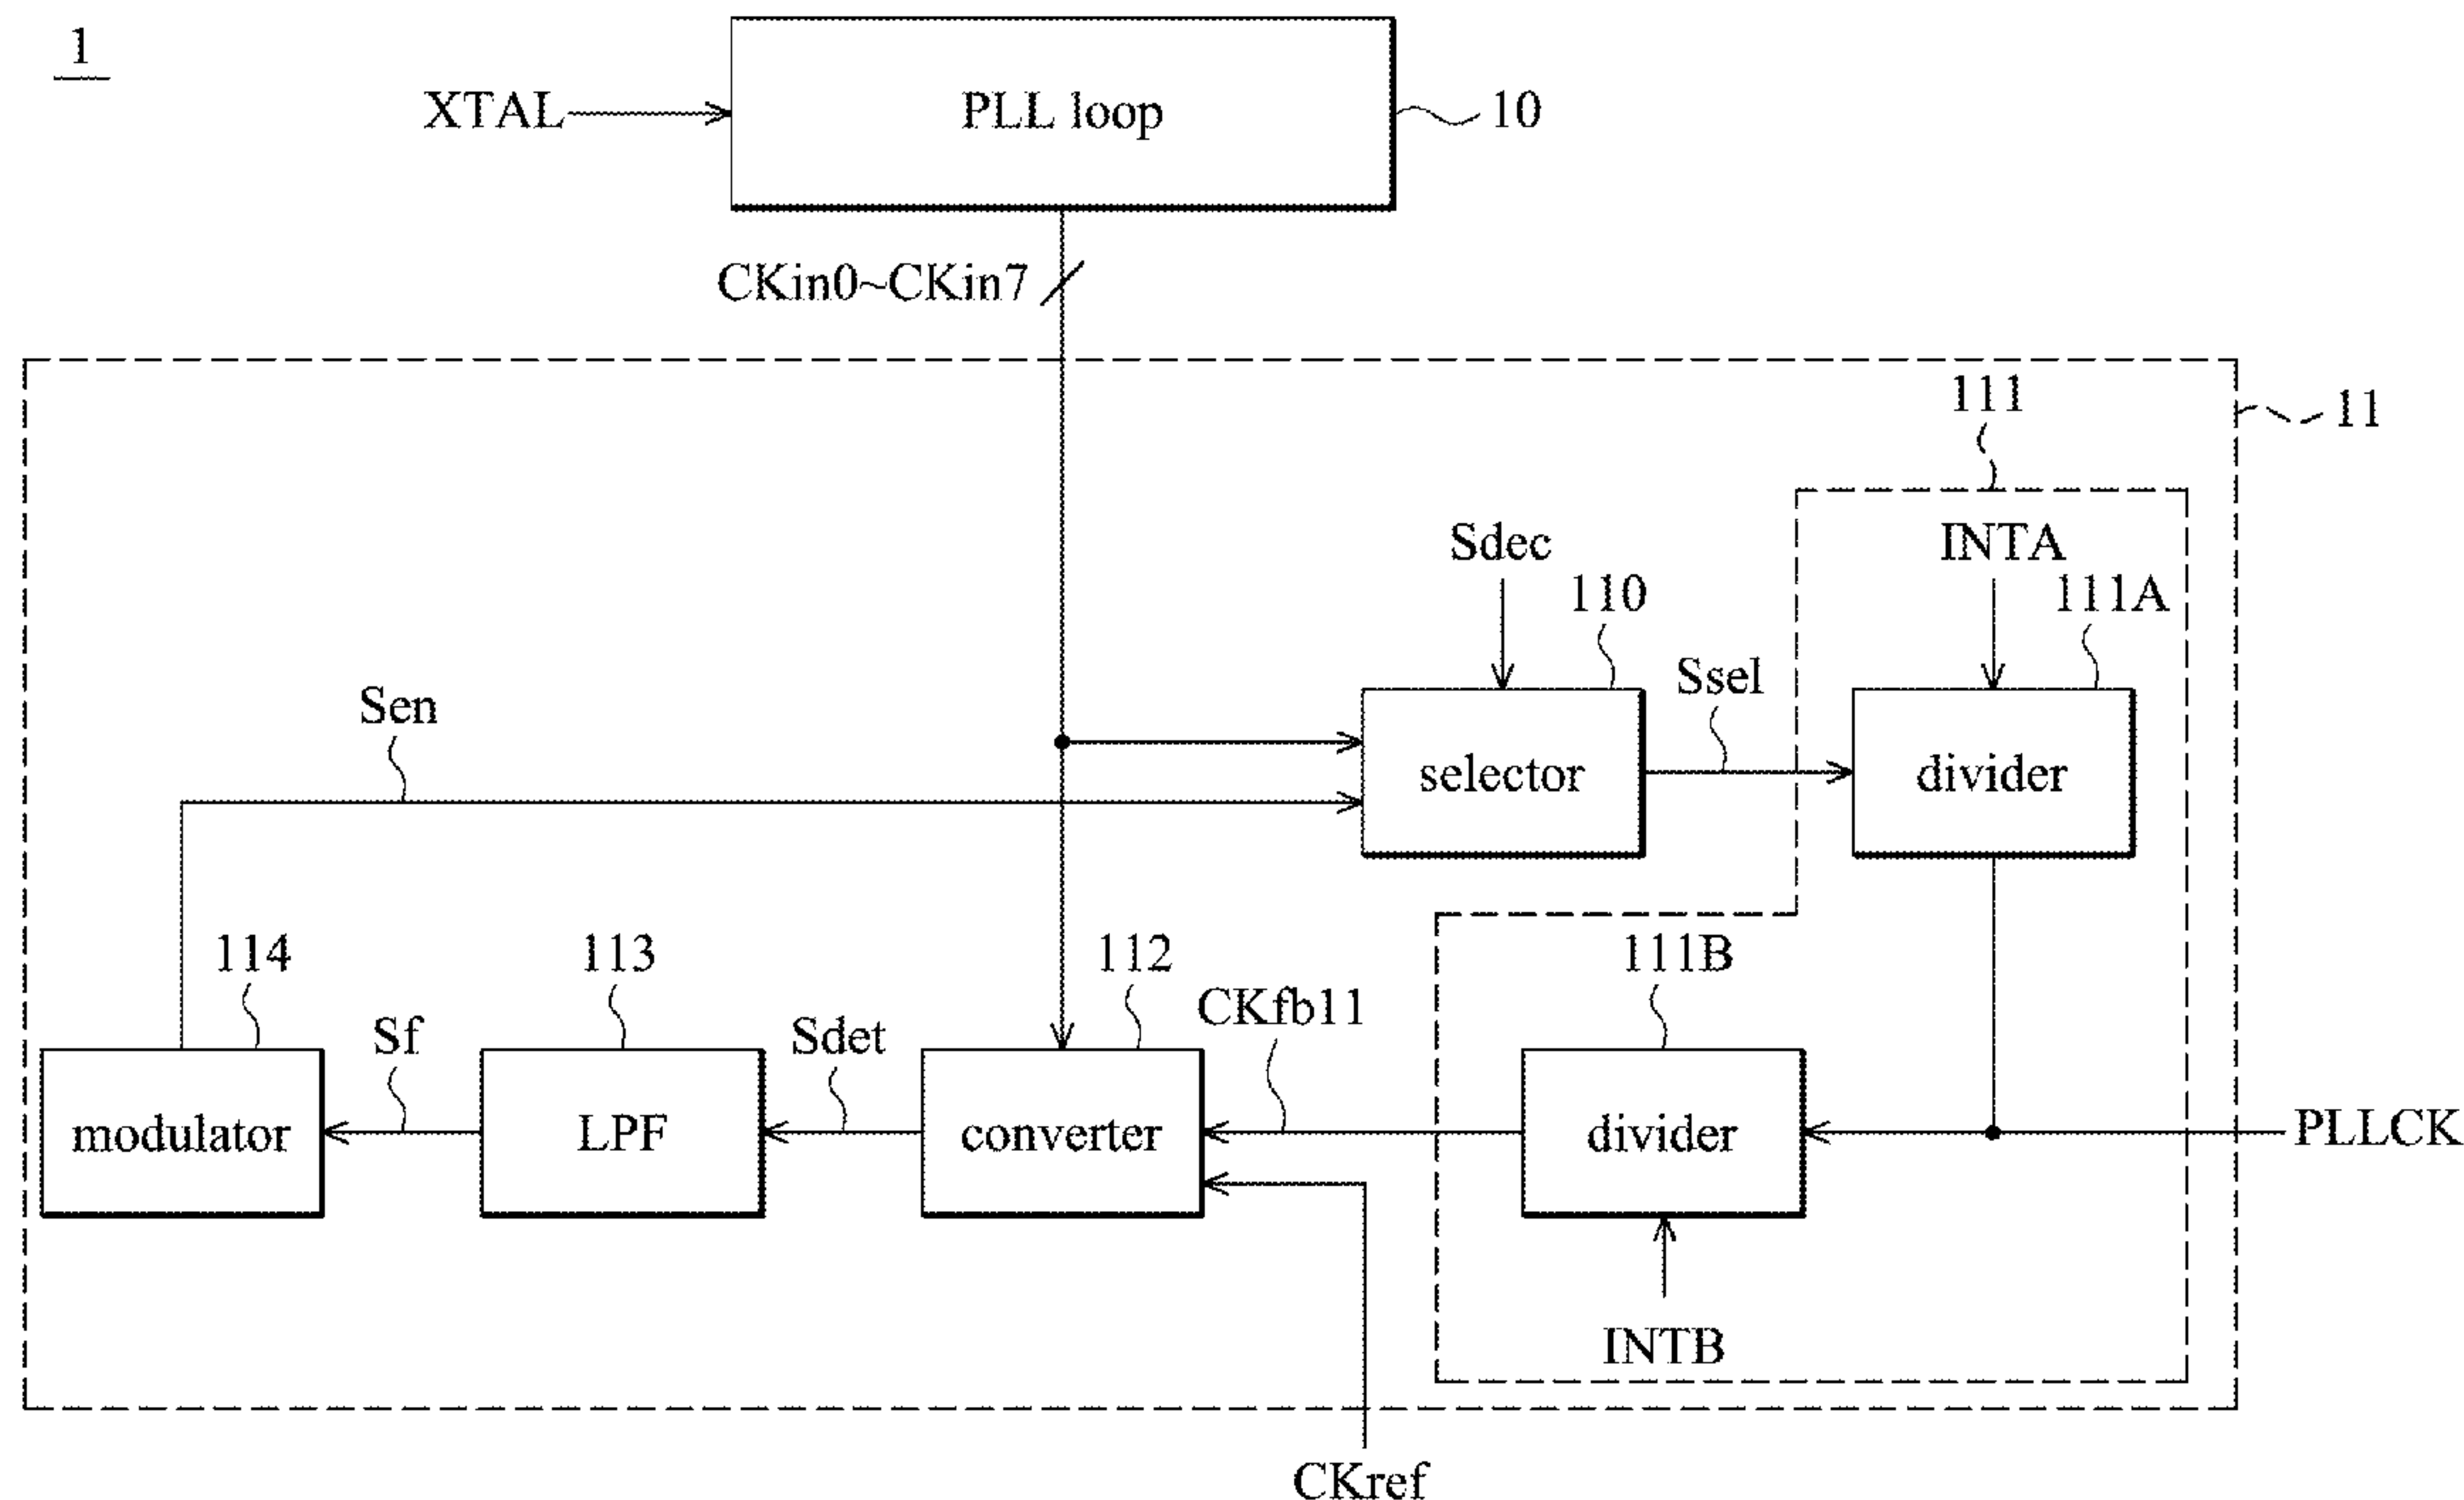 1
XTAL
PLL loop
10
CKin0~CKin7
11
111
Sdec
INTA
110
111A
Ssel
Sen
selector
divider
114
113
112
111B
CKfb11
Sf
Sdet
modulator
LPF
converter
divider
PLLCK
INTB
CKref